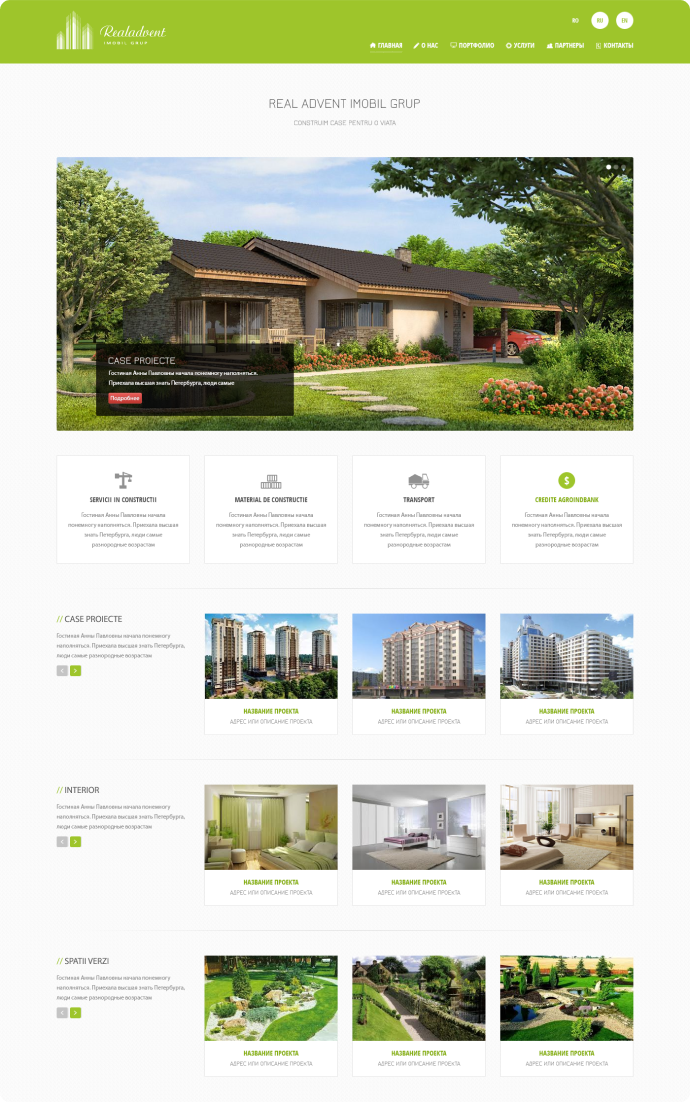 RO
RU
EN
Realadvent
IMOBIL GRUP
ГЛАВНАЯ
О НАС
ПОРТФОЛИО
УСЛУГИ
ПАРТНЕРЫ
КОНТАКТЫ
REAL ADVENT IMOBIL GRUP
CONSTRUIM CASE PENTRU O VIATA
CASE PROIECTE
Гостиная Анны Павловны начала понемногу наполняться.
Приехала высшая знать Петербурга, люди самые
Подробнее
SERVICII IN CONSTRUCTII
Гостиная Анны Павловны начала
понемногу наполняться. Приехала высшая
знать Петербурга, люди самые
разнородные возрастам
MATERIAL DE CONSTRUCTIE
Гостиная Анны Павловны начала
понемногу наполняться. Приехала высшая
знать Петербурга, люди самые
разнородные возрастам
TRANSPORT
Гостиная Анны Павловны начала
понемногу наполняться. Приехала высшая
знать Петербурга, люди самые
разнородные возрастам
$
CREDITE AGROINDBANK
Гостиная Анны Павловны начала
понемногу наполняться. Приехала высшая
знать Петербурга, люди самые
разнородные возрастам
// CASE PROIECTE
Гостиная Анны Павловны начала понемногу
наполняться. Приехала высшая знать Петербурга,
люди самые разнородные возрастам
НАЗВАНИЕ ПРОЕКТА
АДРЕС ИЛИ ОПИСАНИЕ ПРОЕКТА
НАЗВАНИЕ ПРОЕКТА
АДРЕС ИЛИ ОПИСАНИЕ ПРОЕКТА
НАЗВАНИЕ ПРОЕКТА
АДРЕС ИЛИ ОПИСАНИЕ ПРОЕКТА
// INTERIOR
Гостиная Анны Павловны начала понемногу
наполняться. Приехала высшая знать Петербурга,
люди самые разнородные возрастам
НАЗВАНИЕ ПРОЕКТА
АДРЕС ИЛИ ОПИСАНИЕ ПРОЕКТА
НАЗВАНИЕ ПРОЕКТА
АДРЕС ИЛИ ОПИСАНИЕ ПРОЕКТА
НАЗВАНИЕ ПРОЕКТА
АДРЕС ИЛИ ОПИСАНИЕ ПРОЕКТА
// SPATII VERZI
Гостиная Анны Павловны начала понемногу
наполняться. Приехала высшая знать Петербурга,
люди самые разнородные возрастам
НАЗВАНИЕ ПРОЕКТА
АДРЕС ИЛИ ОПИСАНИЕ ПРОЕКТА
НАЗВАНИЕ ПРОЕКТА
АДРЕС ИЛИ ОПИСАНИЕ ПРОЕКТА
НАЗВАНИЕ ПРОЕКТА
АДРЕС ИЛИ ОПИСАНИЕ ПРОЕКТА